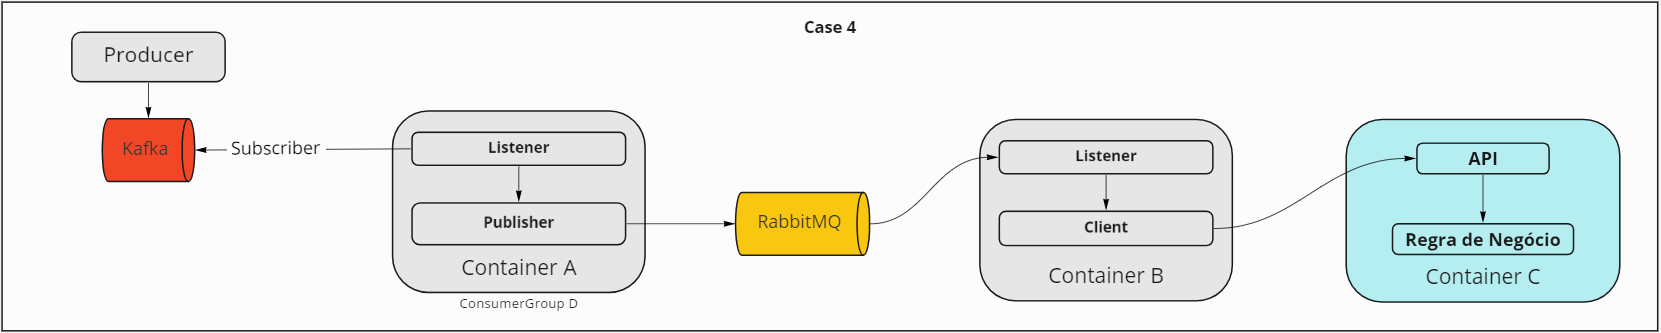 Case 4
Producer
Kafka
Subscriber
Listener
Publisher
Container A
ConsumerGroup D
RabbitMQ
Listener
Client
Container B
API
Regra de Negócio
Container C